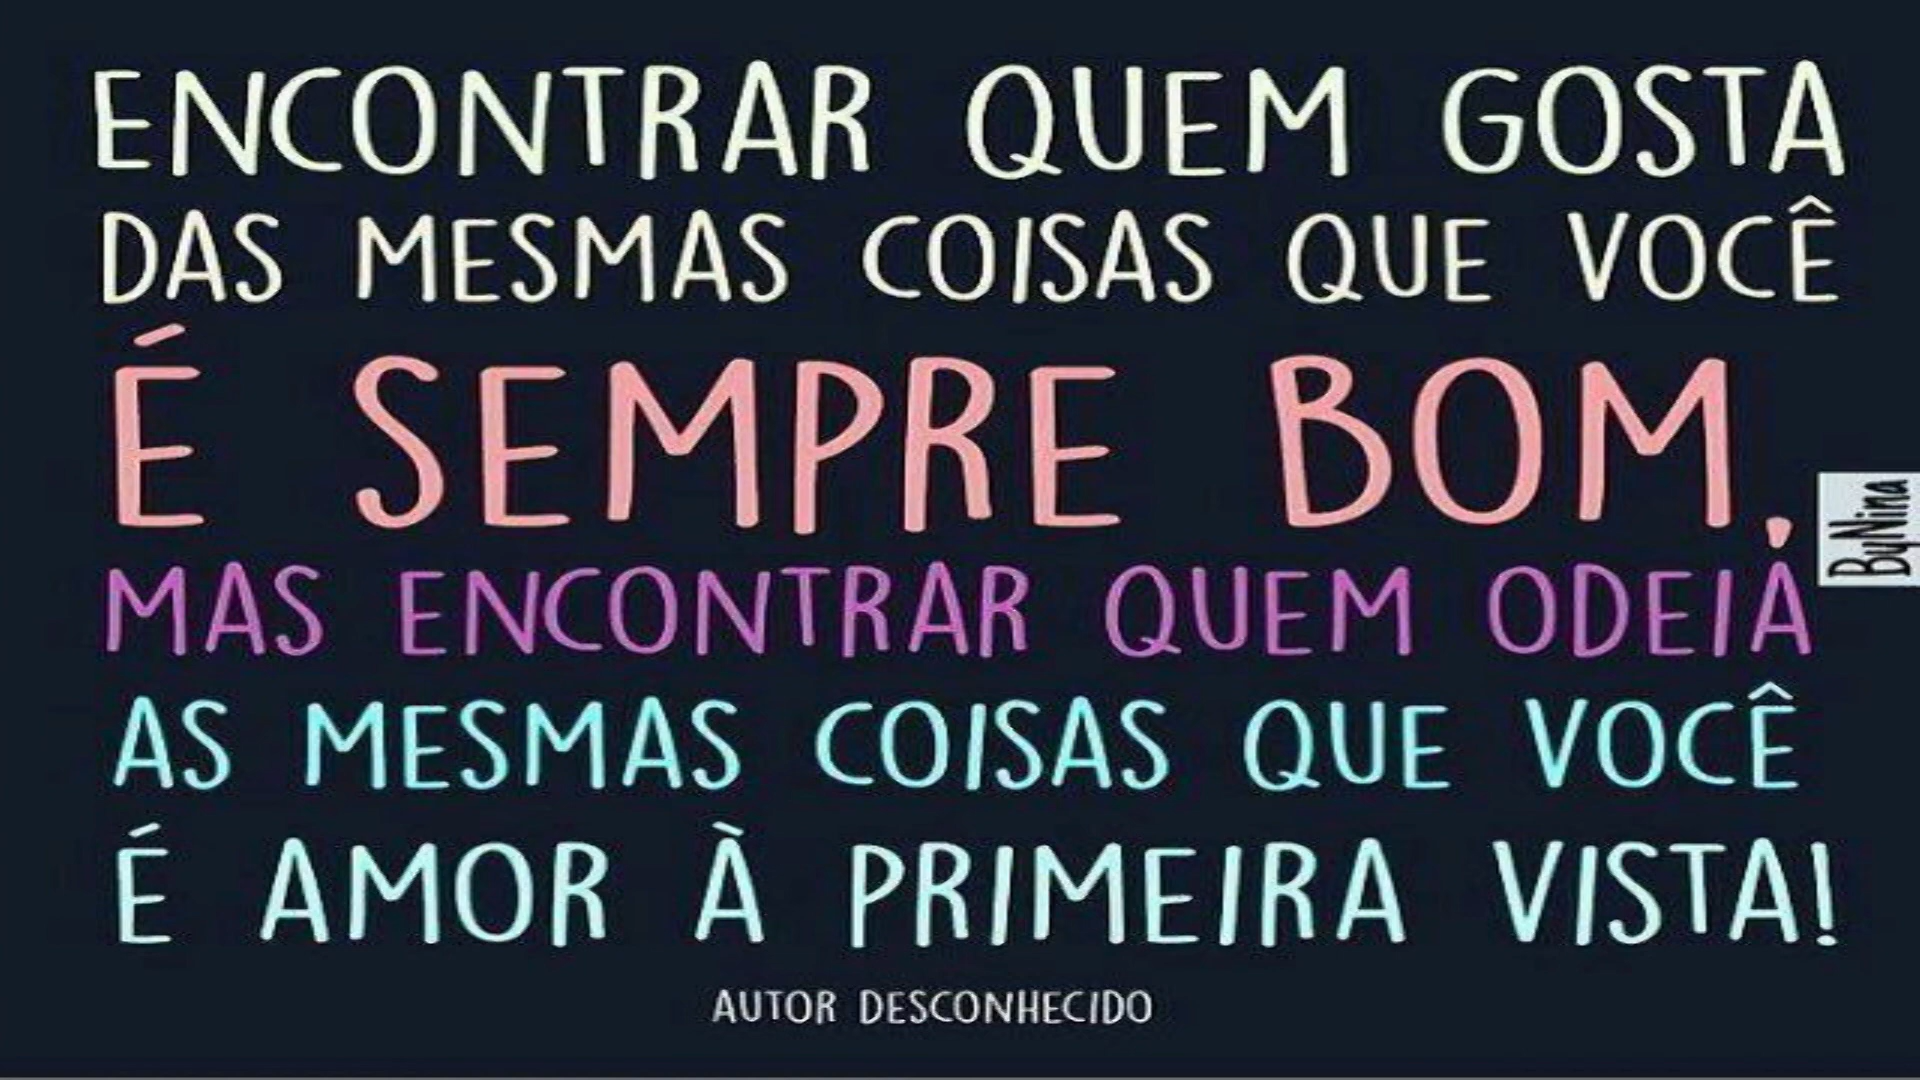 ENCONTRAR QUEM GOSTA
DAS MESMAS COISAS QUE VOCÊ
É SEMPRE BOM,
MAS ENCONTRAR QUEM ODEIA
AS MESMAS COISAS QUE VOCÊ
É AMOR À PRIMEIRA VISTA!
AUTOR DESCONHECIDO
ByNina